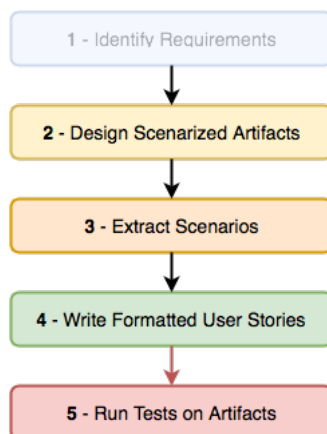 1 - Identify Requirements
2 - Design Scenarized Artifacts
3 - Extract Scenarios
4 - Write Formatted User Stories
5 - Run Tests on Artifacts